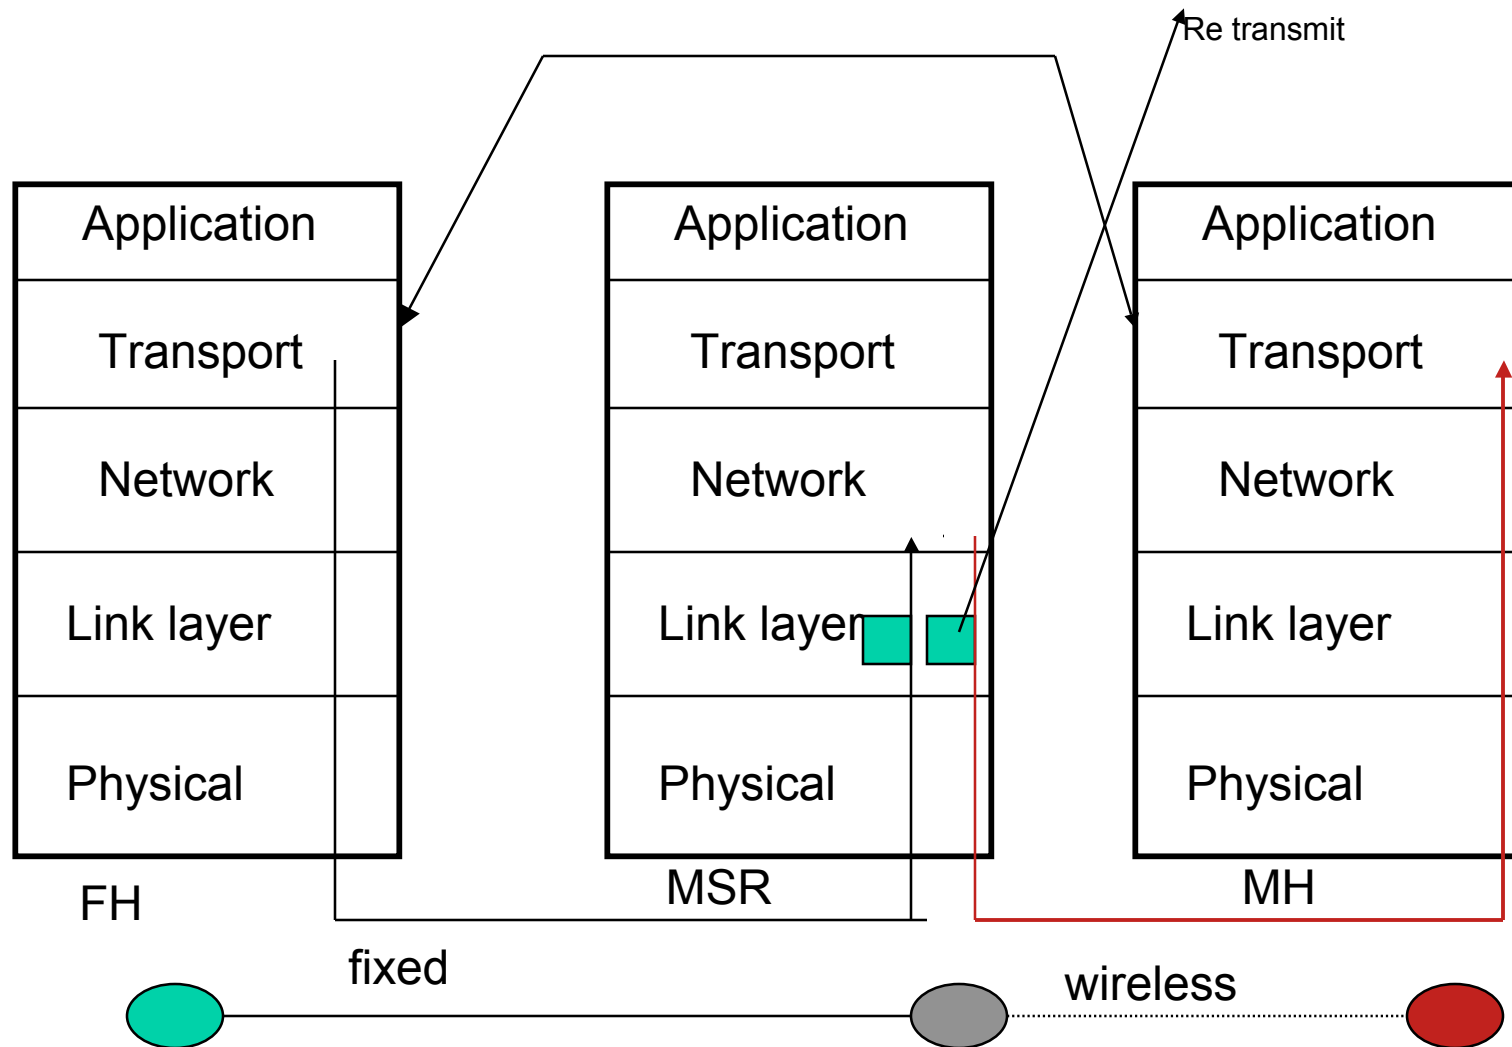 Re transmit
Application
Transport
Network
Link layer
Physical
FH
Application
Transport
Network
Link layer
Physical
MSR
Application
Transport
Network
Link layer
Physical
MH
fixed
wireless